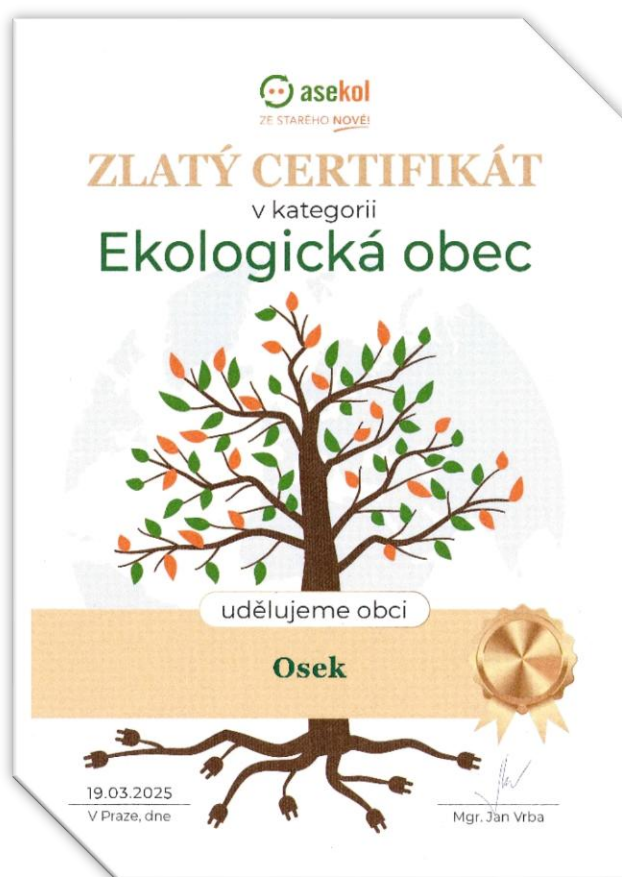 asekol
ZE STARÉHO NOVÉ!
ZLATÝ CERTIFIKÁT
v kategorii
Ekologická obec
udělujeme obci
Osek
19.03.2025
V Praze, dne
Mgr. Jan Vrba